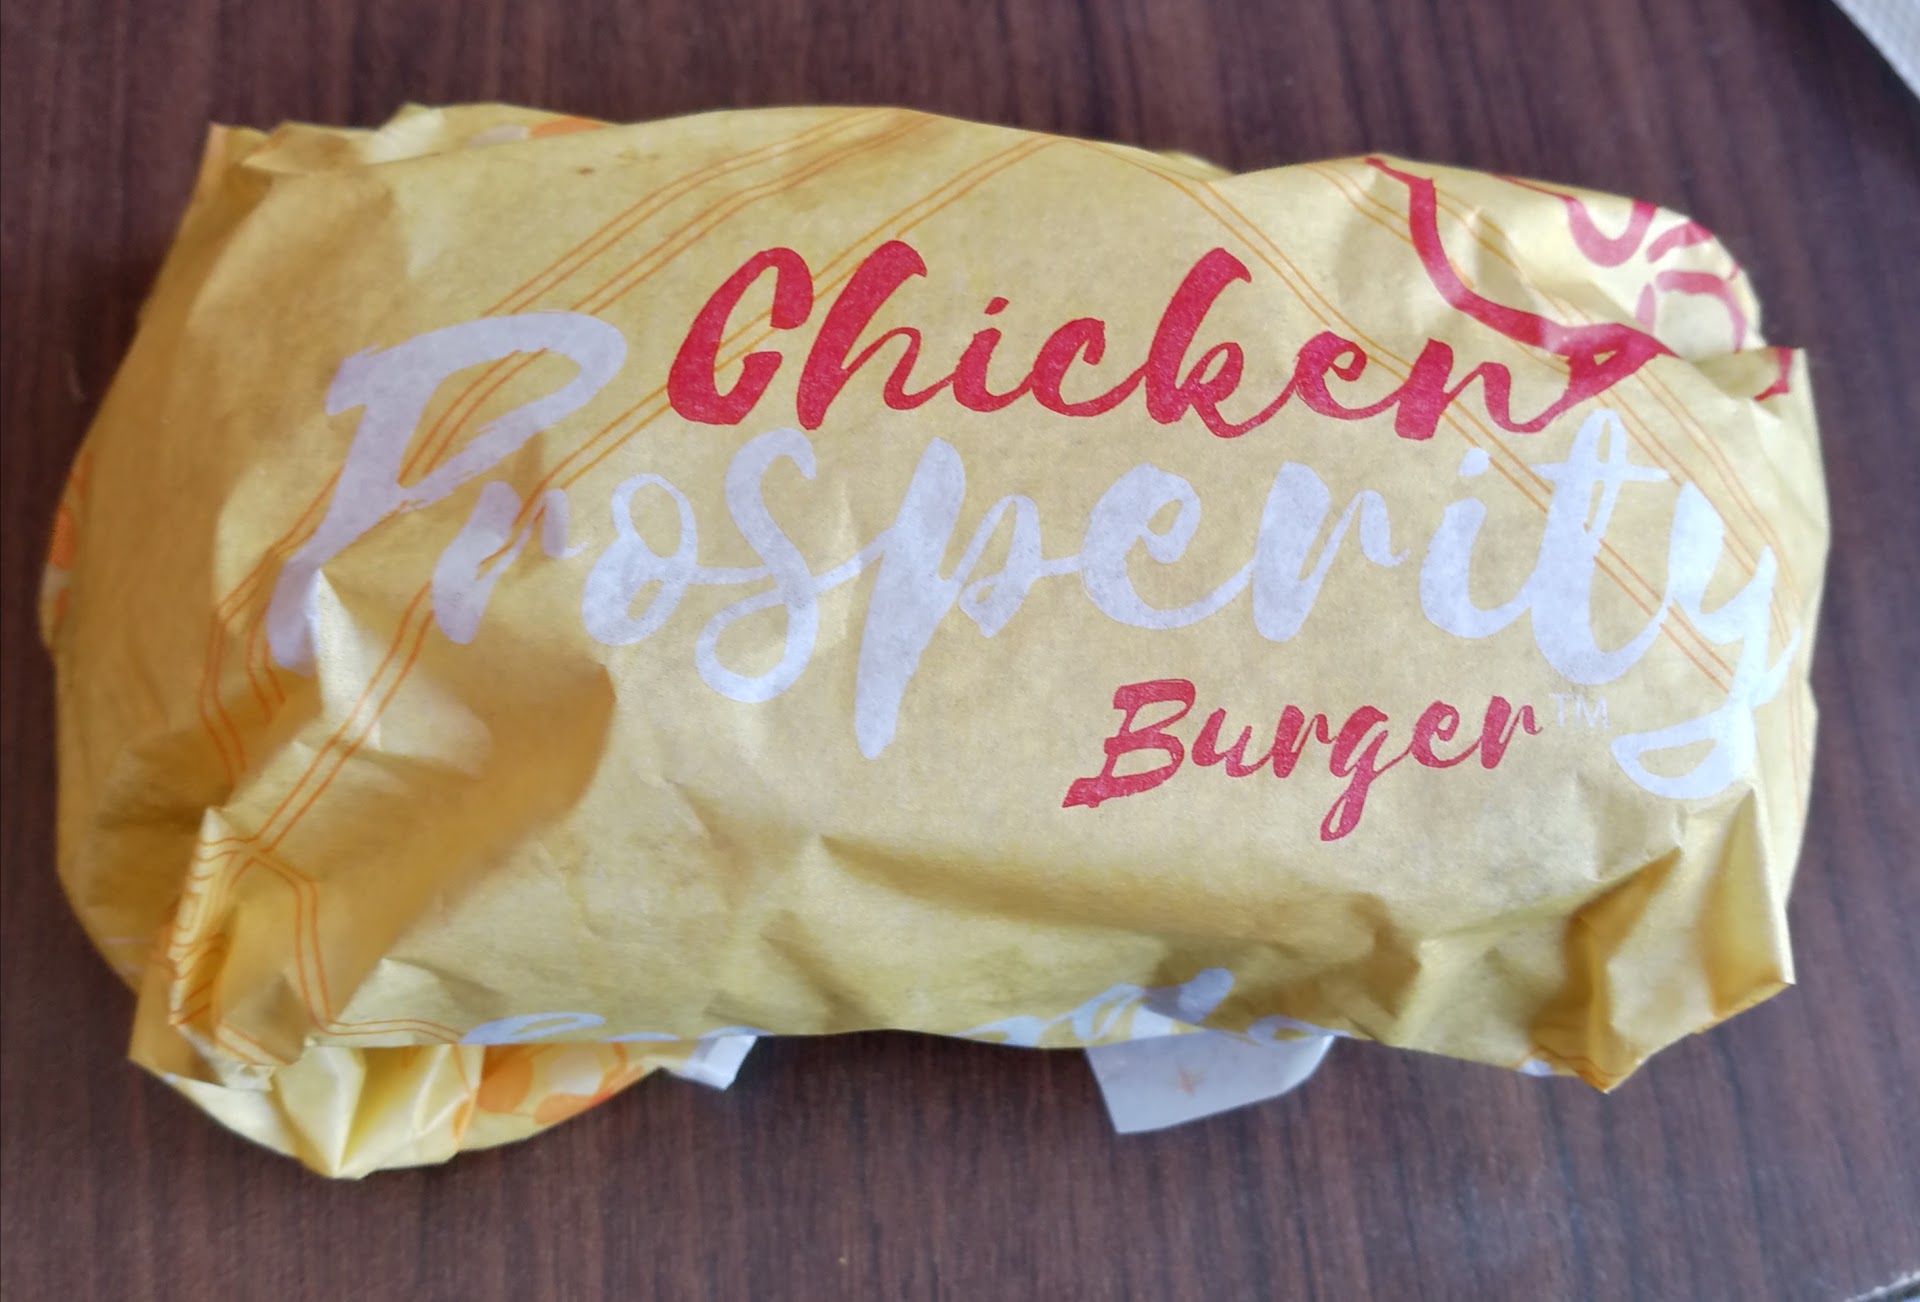 Chicken
Prosperity
Burger™